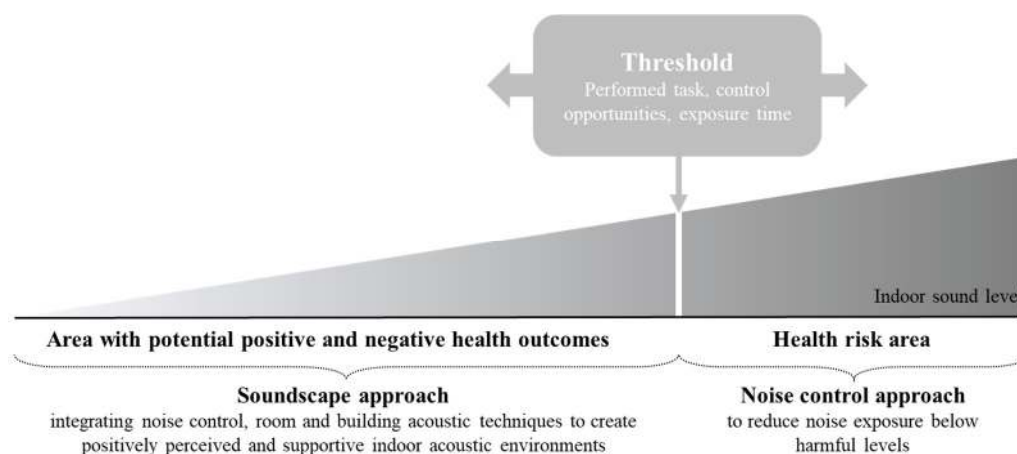 Threshold
Performed task, control
opportunities, exposure time
Indoor sound level
Area with potential positive and negative health outcomes
Health risk area
Soundscape approach
integrating noise control, room and building acoustic techniques to create
positively perceived and supportive indoor acoustic environments
Noise control approach
to reduce noise exposure below
harmful levels